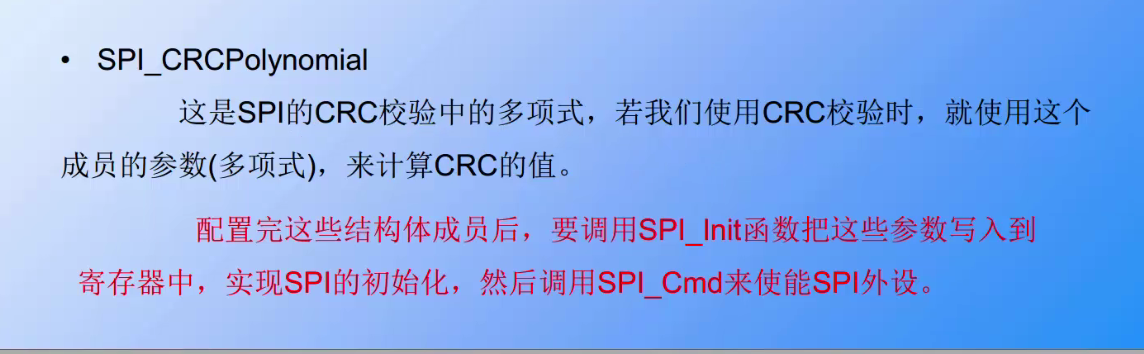 • SPI_CRCPolynomial
这是SPI的CRC校验中的多项式，若我们使用CRC校验时，就使用这个
成员的参数(多项式)，来计算CRC的值。
配置完这些结构体成员后，要调用SPI_Init函数把这些参数写入到
寄存器中，实现SPI的初始化，然后调用SPI_Cmd来使能SPI外设。